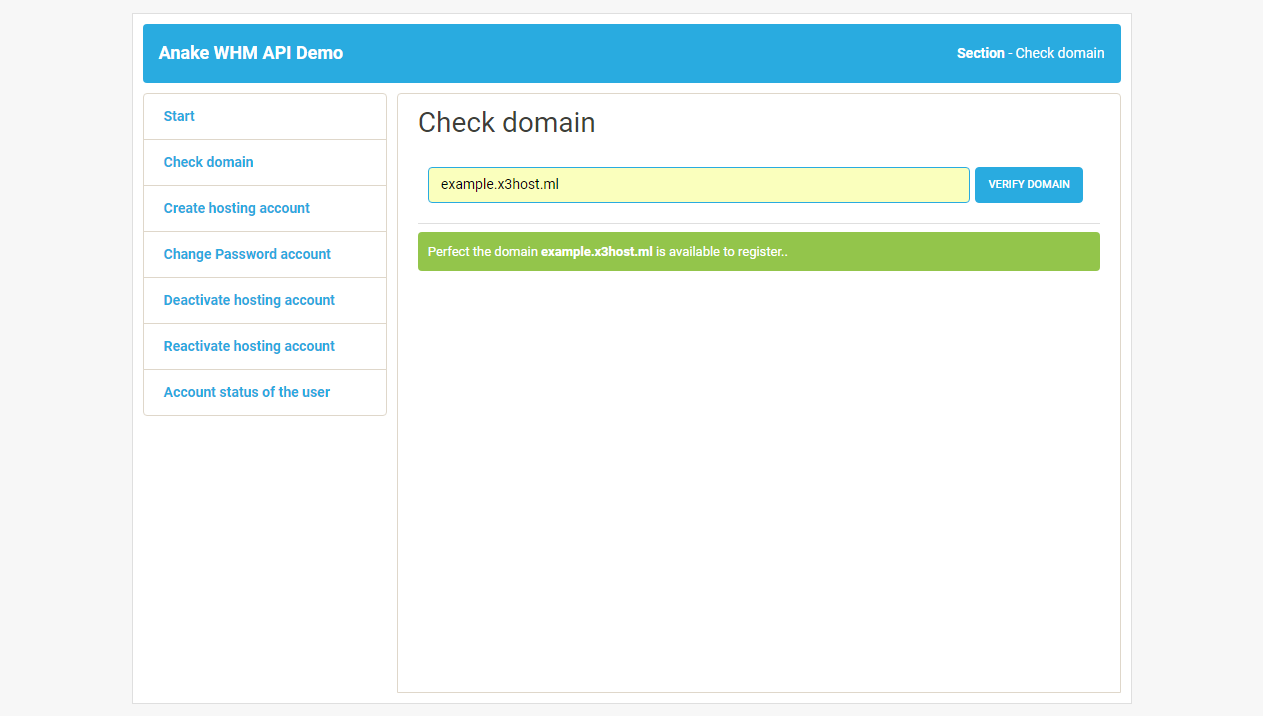 Anake WHM API Demo
Section - Check domain
Start
Check domain
Create hosting account
Change Password account
Deactivate hosting account
Reactivate hosting account
Account status of the user
Check domain
example.x3host.ml
VERIFY DOMAIN
Perfect the domain example.x3host.ml is available to register..